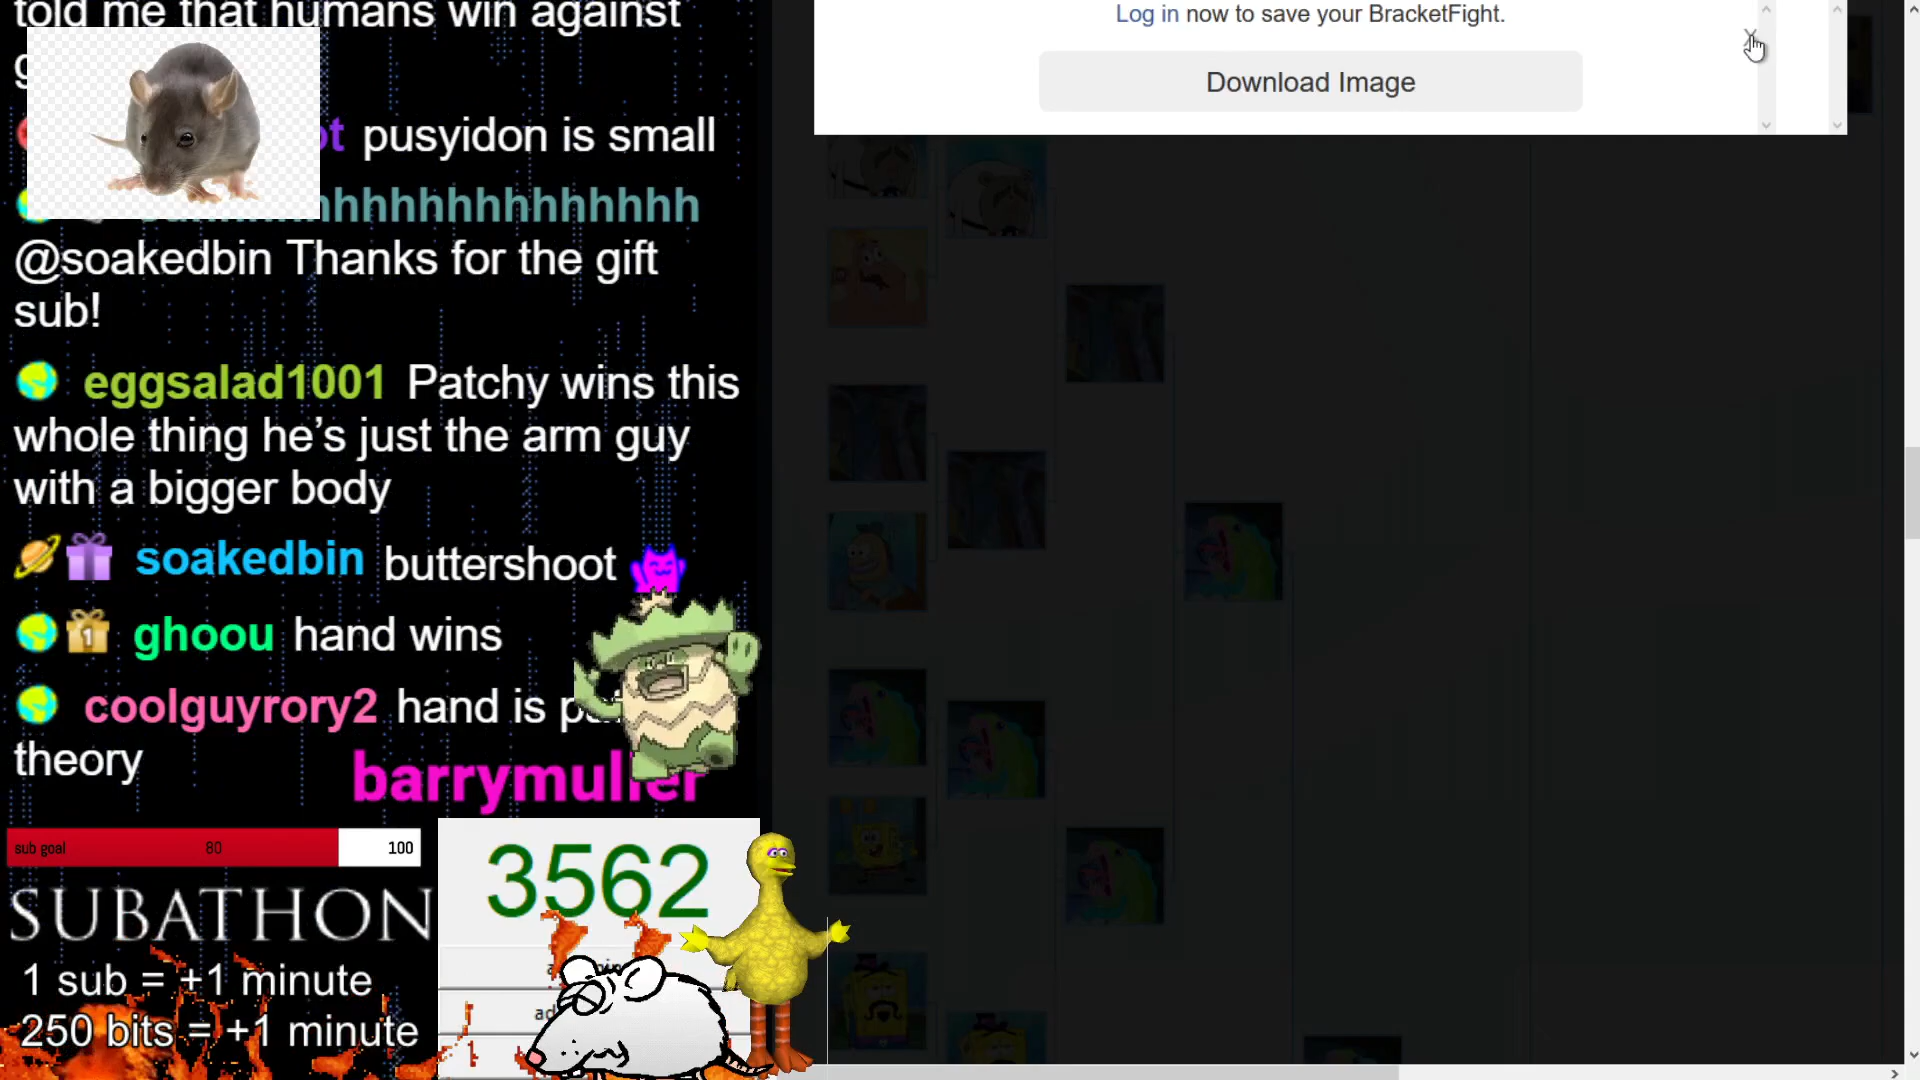 told me that humans win against
pusyidon is small
@soakedbin Thanks for the gift
sub!
eggsalad1001 Patchy wins this
whole thing he's just the arm guy
with a bigger body
soakedbin buttershoot
ghoou hand wins
coolguyrory2 hand is
theory
sub goal 80 100
3562
SUBATHON
1 sub = +1 minute
250 bits = +1 minute
Log in now to save your BracketFight.
Download Image